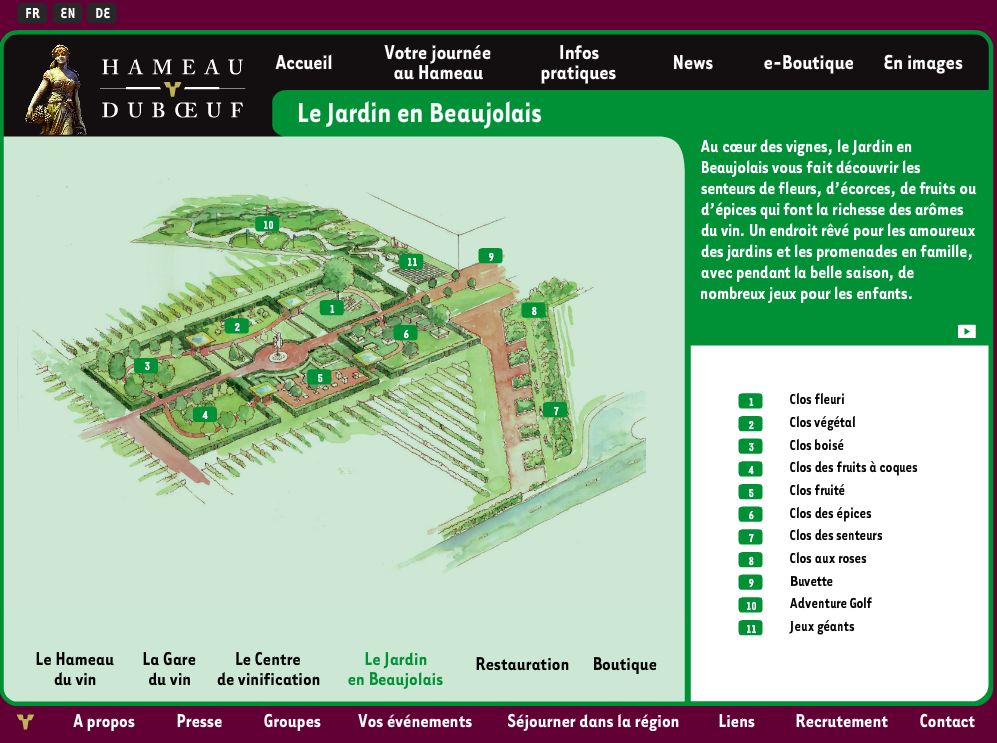 FR EN DE
HAMEAU
DUBŒUF
Accueil
Votre journée
au Hameau
Infos
pratiques
News
e-Boutique
En images
Le Jardin en Beaujolais
Au cœur des vignes, le Jardin en
Beaujolais vous fait découvrir les
senteurs de fleurs, d'écorces, de fruits ou
d'épices qui font la richesse des arômes
du vin. Un endroit rêvé pour les amoureux
des jardins et les promenades en famille,
avec pendant la belle saison, de
nombreux jeux pour les enfants.
10
11
9
1
8
2
6
3
5
4
7
1 Clos fleuri
2 Clos végétal
3 Clos boisé
4 Clos des fruits à coques
5 Clos fruité
6 Clos des épices
7 Clos des senteurs
8 Clos aux roses
9 Buvette
10 Adventure Golf
11 Jeux géants
Le Hameau
du vin
La Gare
du vin
Le Centre
de vinification
Le Jardin
en Beaujolais
Restauration
Boutique
A propos
Presse
Groupes
Vos événements
Séjourner dans la région
Liens
Recrutement
Contact